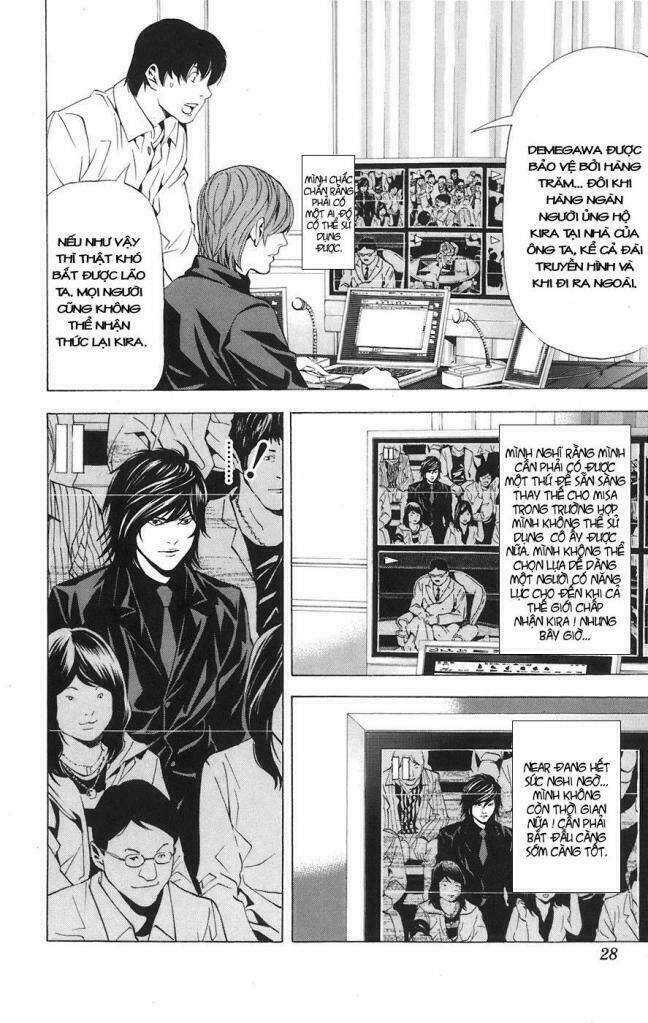 DEMEGAWA ĐƯỢC
BẢO VỆ BỞI HÀNG
TRĂM... ĐÔI KHI
HÀNG NGÀN
NGƯỜI ỦNG HỘ
KIRA TẠI NHÀ CỦA
ÔNG TA, KỂ CẢ ĐÀI
TRUYỀN HÌNH VÀ
KHI ĐI RA NGOÀI.
MÌNH CHẮC
CHẮN RẰNG
PHẢI CÓ
MỘT AI ĐÓ
CÓ THỂ SỬ
DỤNG
ĐƯỢC.
NẾU NHƯ VẬY
THÌ THẬT KHÓ
BẮT ĐƯỢC LÃO
TA. MỌI NGƯỜI
CŨNG KHÔNG
THỂ NHẬN
THỨC LẠI KIRA.
MÌNH NGHĨ RẰNG MÌNH
CẦN PHẢI CÓ ĐƯỢC
MỘT THỨ ĐỂ SẴN SÀNG
THAY THẾ CHO MISA
TRONG TRƯỜNG HỢP
MÌNH KHÔNG THỂ SỬ
DỤNG CÔ ẤY ĐƯỢC
NỮA. MÌNH KHÔNG THỂ
CHỌN LỰA DỄ DÀNG
MỘT NGƯỜI CÓ NĂNG
LỰC CHO ĐẾN KHI CẢ
THẾ GIỚI CHẤP
NHẬN KIRA ! NHƯNG
BÂY GIỜ...
......!
NEAR ĐANG HẾT
SỨC NGHI NGỜ...
MÌNH KHÔNG
CÒN THỜI GIAN
NỮA ! CẦN PHẢI
BẮT ĐẦU CÀNG
SỚM CÀNG TỐT.
28